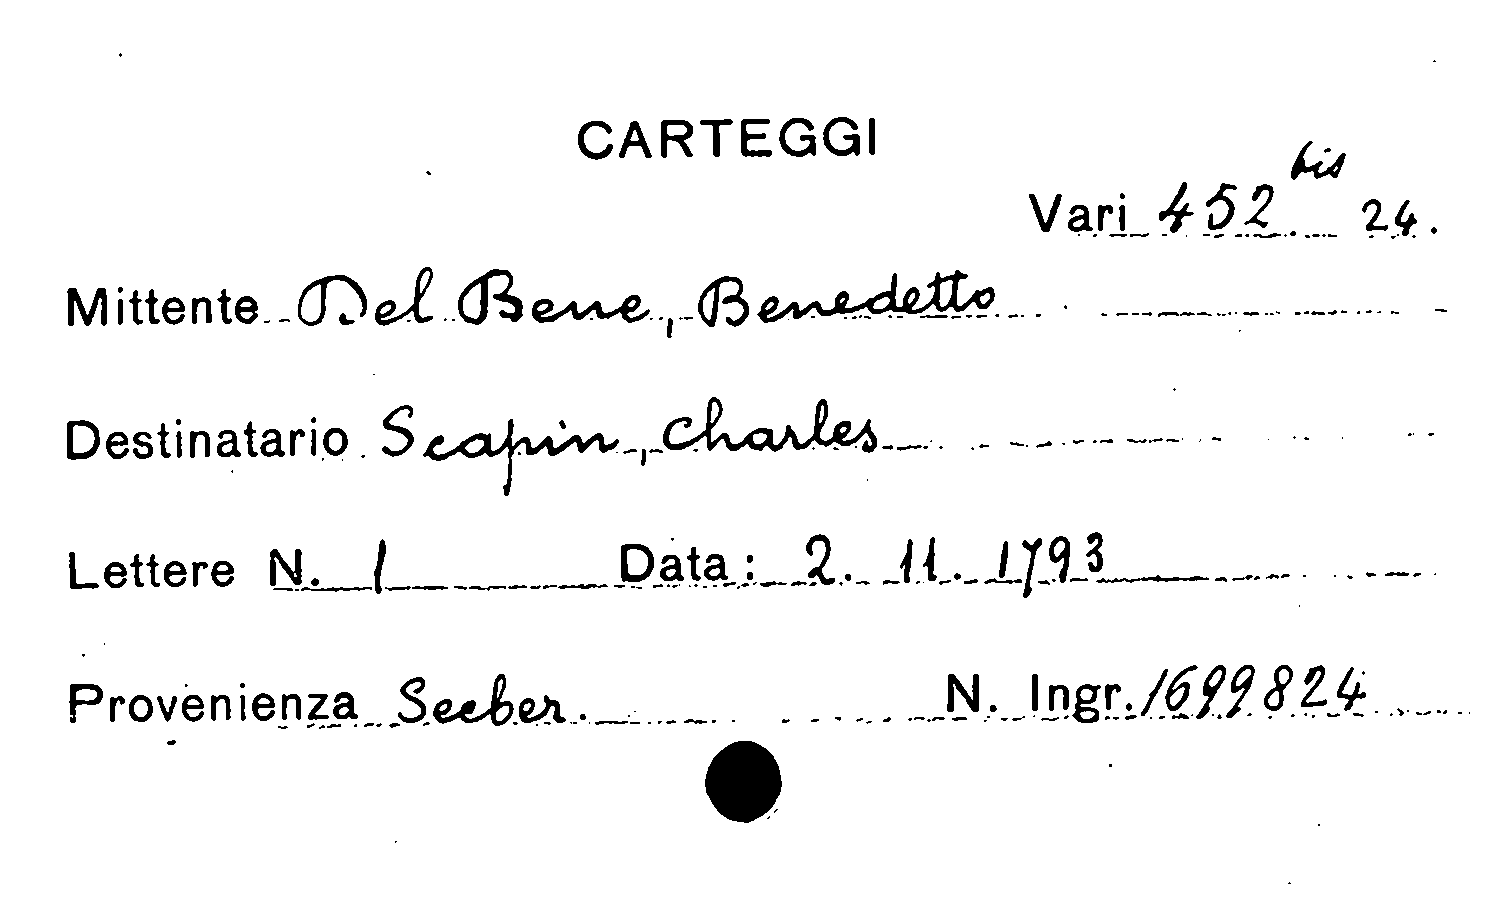 CARTEGGI
Vari 452 bis 24.
Mittente Del Bene, Benedetto
Destinatario Scapin, Charles
Lettere N. 1 Data: 2. 11. 1793
Provenienza Seeber. N. Ingr. 1699824